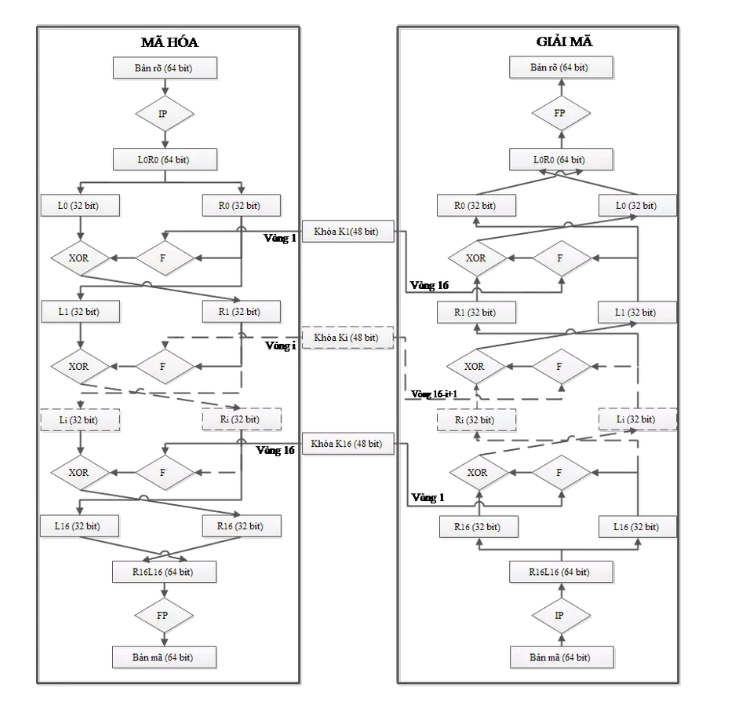 MÃ HÓA
Bản rõ (64 bit)
IP
L0R0 (64 bit)
L0 (32 bit)
R0 (32 bit)
XOR
F
Vòng 1
L1 (32 bit)
R1 (32 bit)
XOR
F
Vòng i
Li (32 bit)
Ri (32 bit)
XOR
F
Vòng 16
L16 (32 bit)
R16 (32 bit)
R16L16 (64 bit)
FP
Bản mã (64 bit)
Khóa K1(48 bit)
Khóa Ki (48 bit)
Khóa K16 (48 bit)
GIẢI MÃ
Bản rõ (64 bit)
FP
L0R0 (64 bit)
R0 (32 bit)
L0 (32 bit)
XOR
F
Vòng 16
R1 (32 bit)
L1 (32 bit)
XOR
F
Vòng 16-i+1
Ri (32 bit)
Li (32 bit)
XOR
F
Vòng 1
R16 (32 bit)
L16 (32 bit)
R16L16 (64 bit)
IP
Bản mã (64 bit)